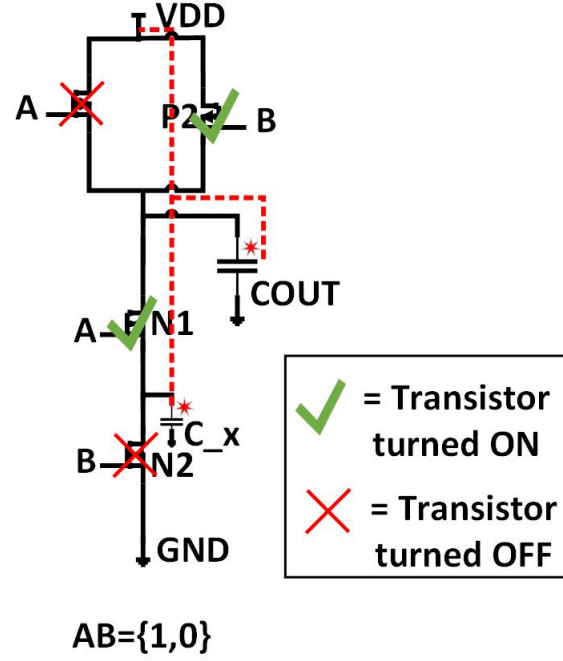 VDD
A
P2
B
COUT
A
N1
C_x
B
N2
GND
= Transistor
turned ON
= Transistor
turned OFF
AB={1,0}